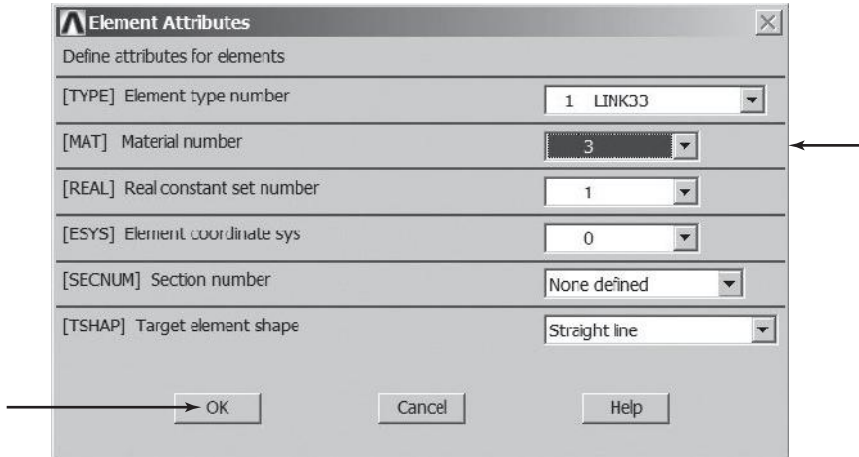 Element Attributes
Define attributes for elements
[TYPE] Element type number 1 LINK33
[MAT] Material number 3
[REAL] Real constant set number 1
[ESYS] Element coordinate sys 0
[SECNUM] Section number None defined
[TSHAP] Target element shape Straight line
OK Cancel Help